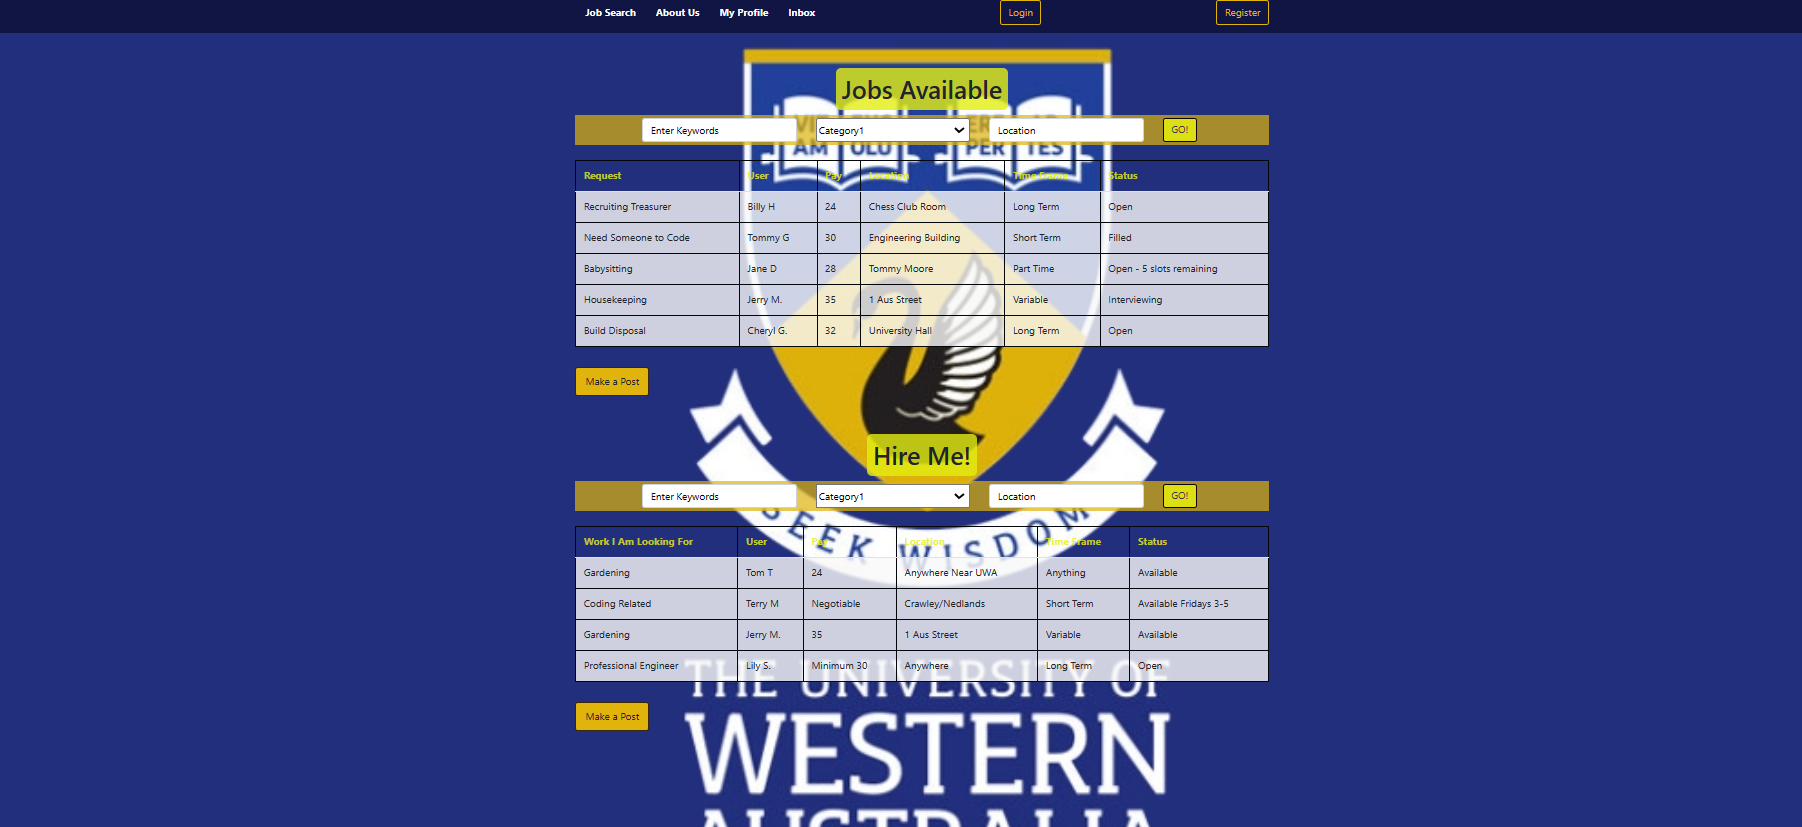 Job Search About Us My Profile Inbox Login Register
Jobs Available
Enter Keywords Category1 Location GO!
AM OLU PER TES
Request User Pay Location Time Frame Status
Recruiting Treasurer Billy H 24 Chess Club Room Long Term Open
Need Someone to Code Tommy G 30 Engineering Building Short Term Filled
Babysitting Jane D 28 Tommy Moore Part Time Open - 5 slots remaining
Housekeeping Jerry M. 35 1 Aus Street Variable Interviewing
Build Disposal Cheryl G. 32 University Hall Long Term Open
Make a Post
Hire Me!
Enter Keywords Category1 Location GO!
SEEK WISDOM
Work I Am Looking For User Pay Location Time Frame Status
Gardening Tom T 24 Anywhere Near UWA Anything Available
Coding Related Terry M Negotiable Crawley/Nedlands Short Term Available Fridays 3-5
Gardening Jerry M. 35 1 Aus Street Variable Available
Professional Engineer Lily S. Minimum 30 Anywhere Long Term Open
THE UNIVERSITY OF
Make a Post
WESTERN
AUSTRALIA